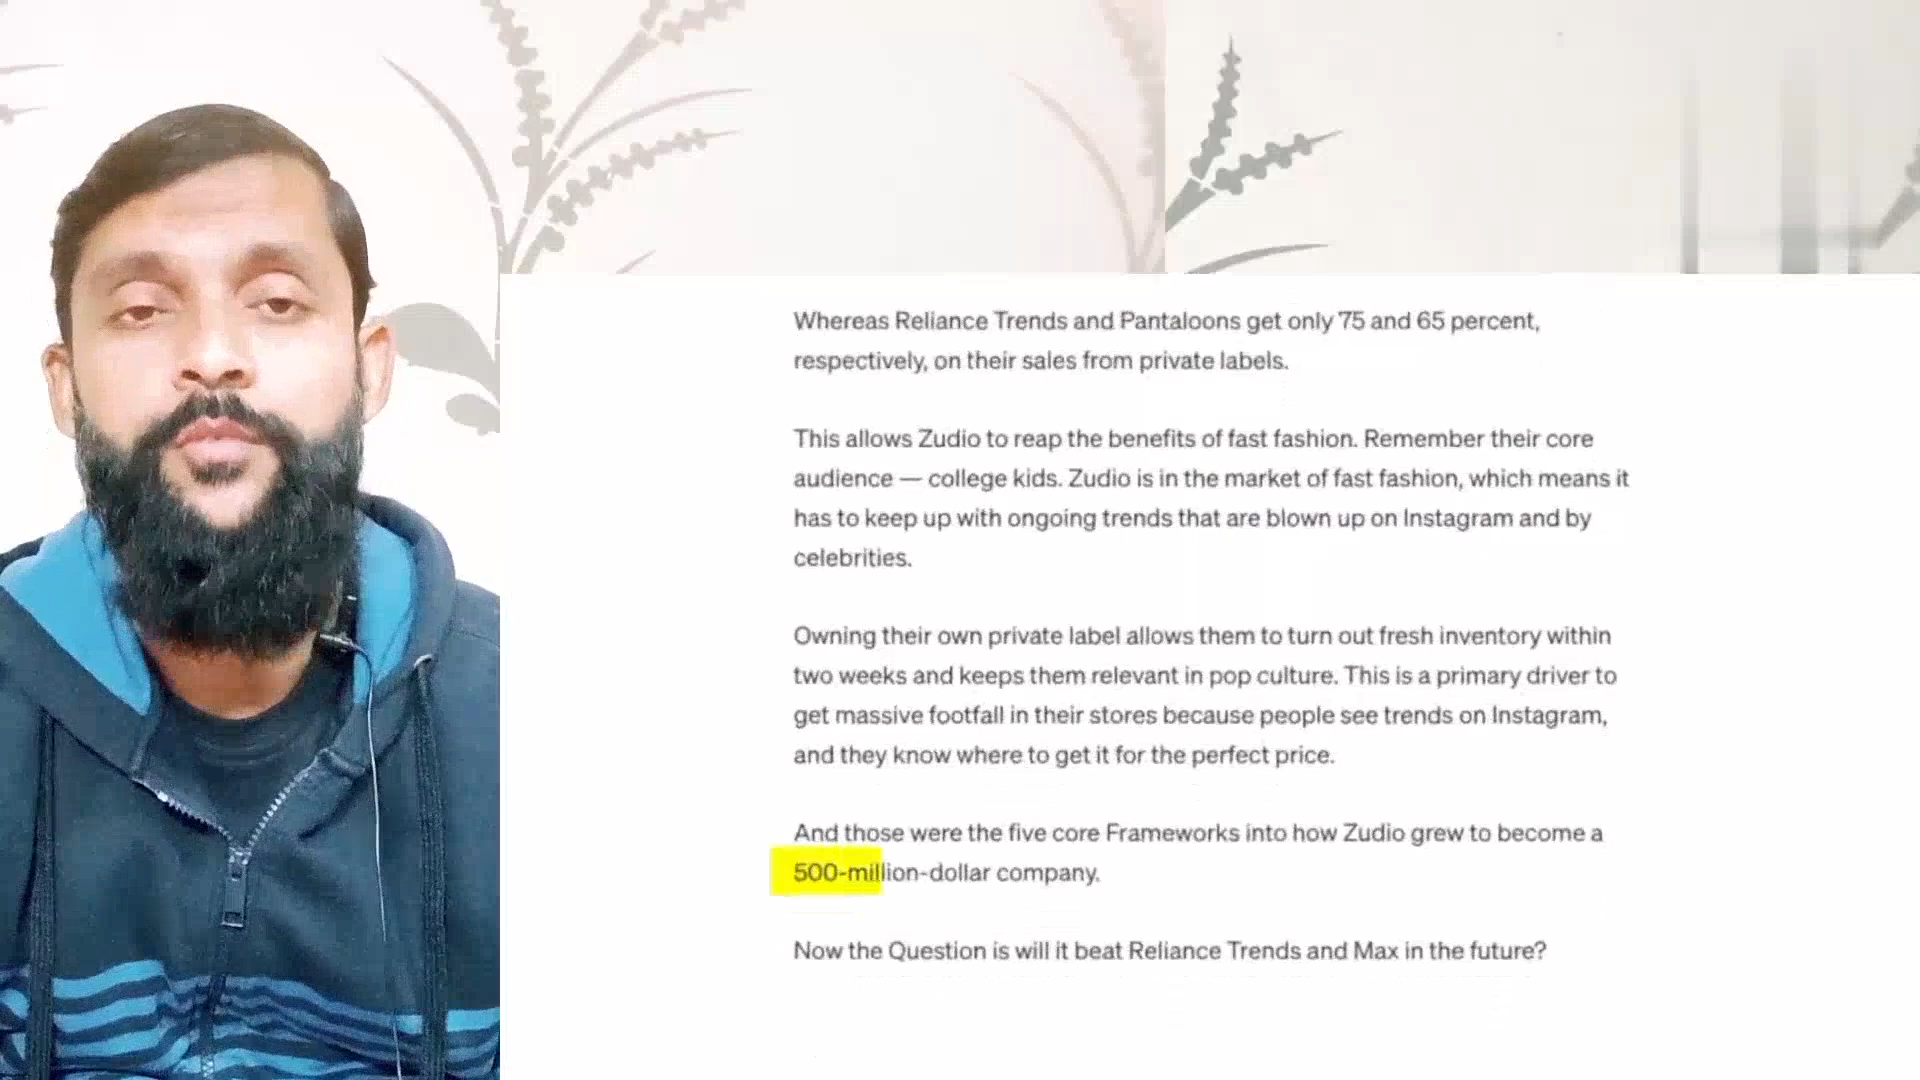 Whereas Reliance Trends and Pantaloons get only 75 and 65 percent,
respectively, on their sales from private labels.
This allows Zudio to reap the benefits of fast fashion. Remember their core
audience — college kids. Zudio is in the market of fast fashion, which means it
has to keep up with ongoing trends that are blown up on Instagram and by
celebrities.
Owning their own private label allows them to turn out fresh inventory within
two weeks and keeps them relevant in pop culture. This is a primary driver to
get massive footfall in their stores because people see trends on Instagram,
and they know where to get it for the perfect price.
And those were the five core Frameworks into how Zudio grew to become a
500-million-dollar company.
Now the Question is will it beat Reliance Trends and Max in the future?